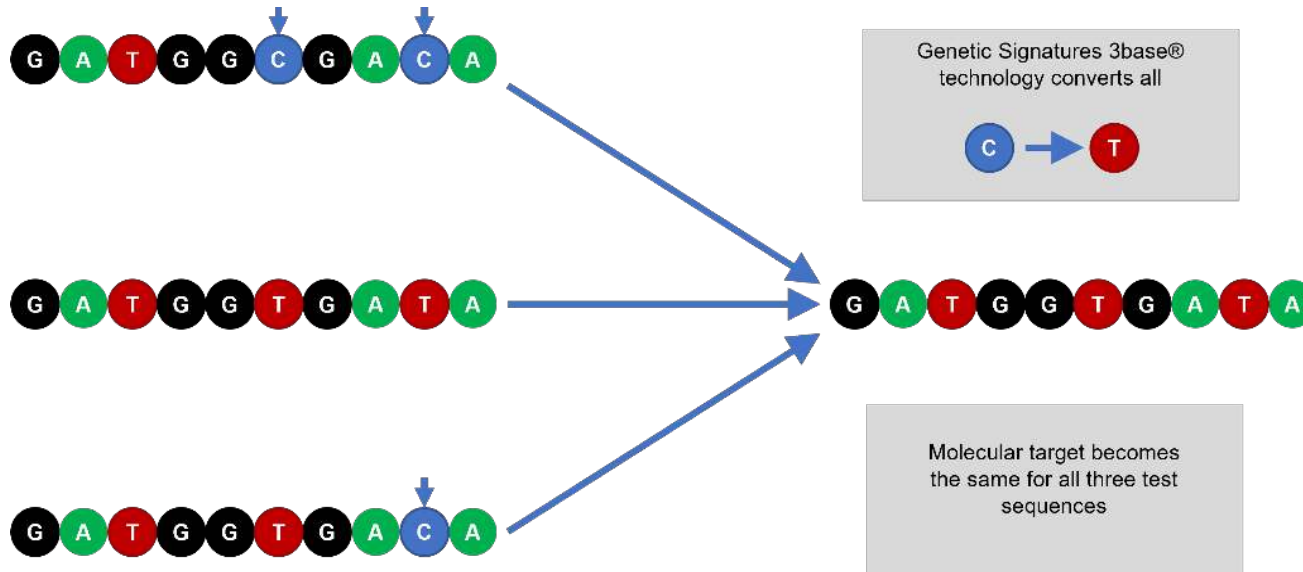 G A T G G C G A C A
Genetic Signatures 3base®
technology converts all
C T
G A T G G T G A T A
G A T G G T G A T A
Molecular target becomes
the same for all three test
sequences
G A T G G T G A C A